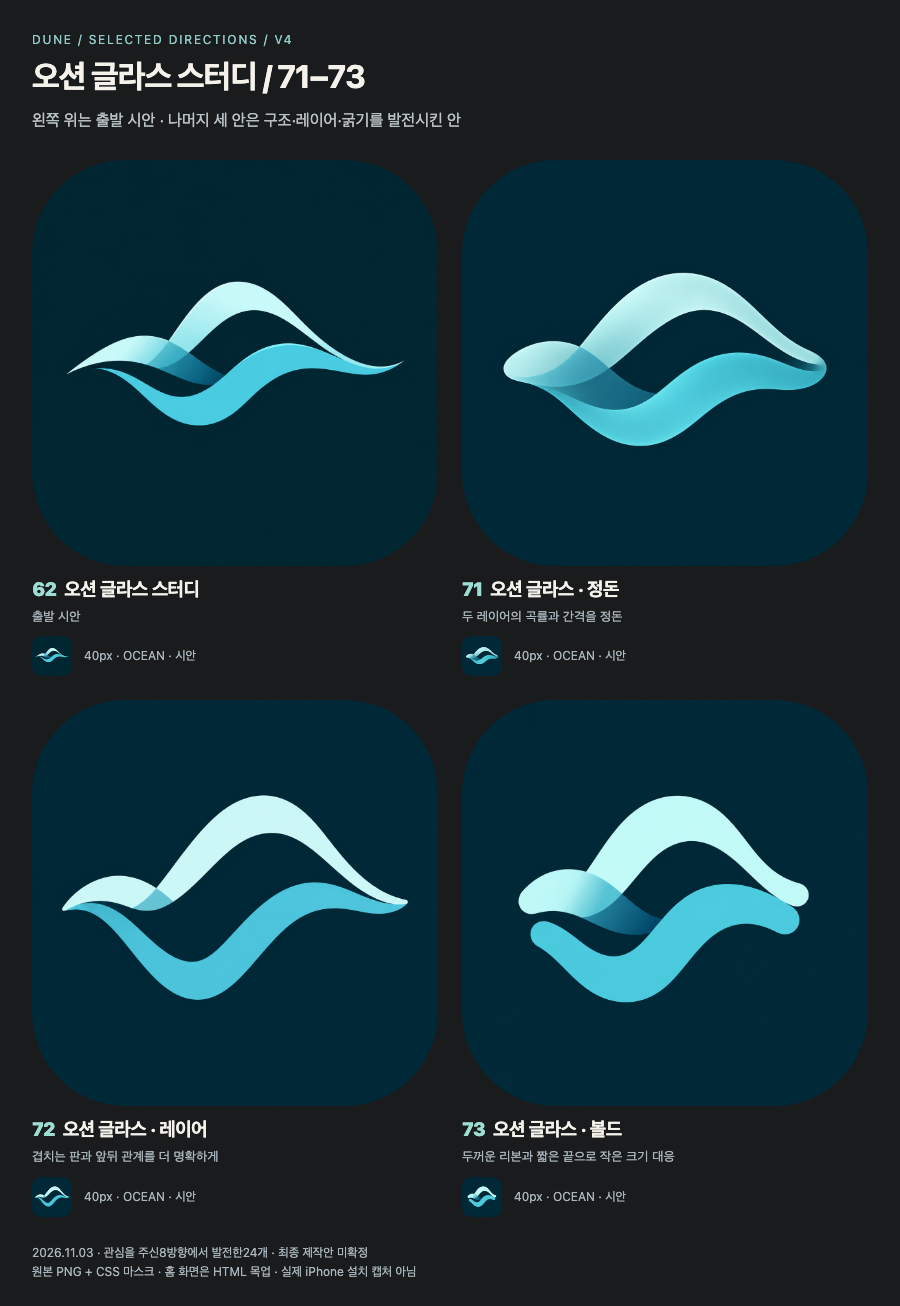 DUNE / SELECTED DIRECTIONS / V4
오션 글라스 스터디 / 71–73
왼쪽 위는 출발 시안 · 나머지 세 안은 구조·레이어·굵기를 발전시킨 안
62 오션 글라스 스터디
출발 시안
40px · OCEAN · 시안
71 오션 글라스 · 정돈
두 레이어의 곡률과 간격을 정돈
40px · OCEAN · 시안
72 오션 글라스 · 레이어
겹치는 판과 앞뒤 관계를 더 명확하게
40px · OCEAN · 시안
73 오션 글라스 · 볼드
두꺼운 리본과 짧은 끝으로 작은 크기 대응
40px · OCEAN · 시안
2026.11.03 · 관심을 주신8방향에서 발전한24개 · 최종 제작안 미확정
원본 PNG + CSS 마스크 · 홈 화면은 HTML 목업 · 실제 iPhone 설치 캡처 아님